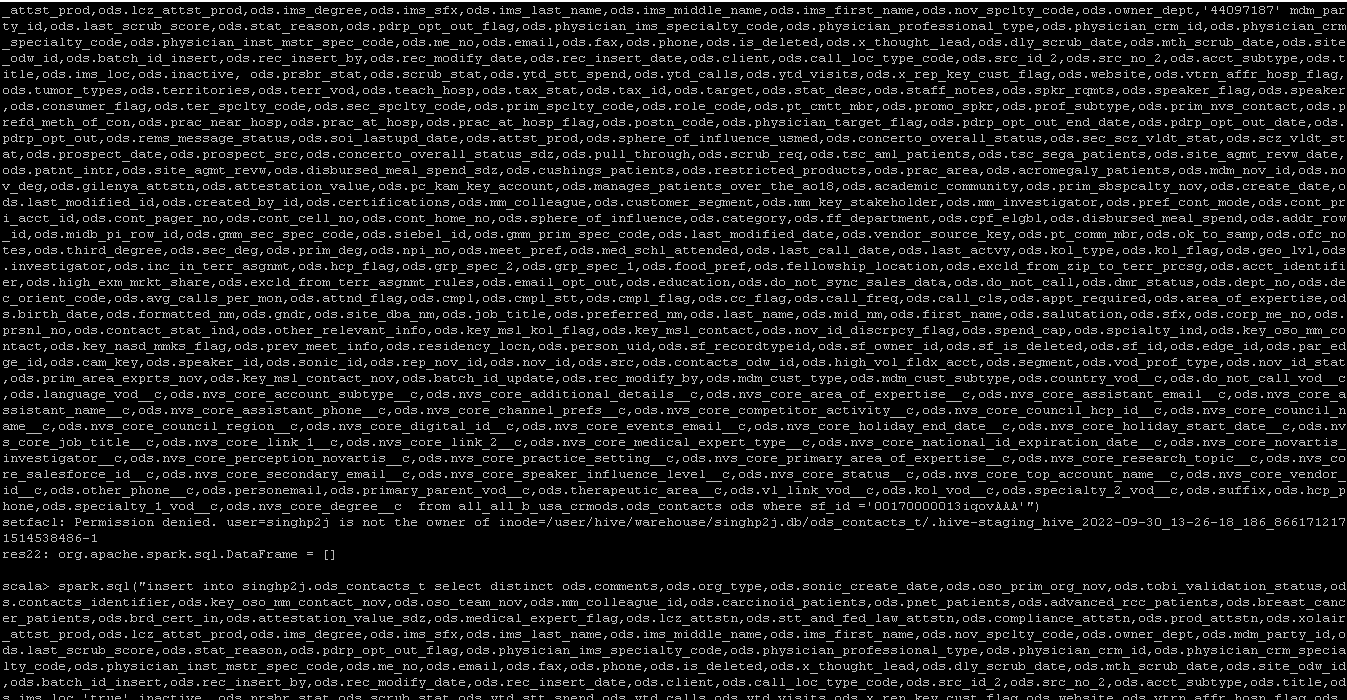 _attst_prod,ods.lcz_attst_prod,ods.ims_degree,ods.ims_sfx,ods.ims_last_name,ods.ims_middle_name,ods.ims_first_name,ods.nov_spclty_code,ods.owner_dept,'44097187' mdm_par
ty_id,ods.last_scrub_score,ods.stat_reason,ods.pdrp_opt_out_flag,ods.physician_specialty_code,ods.physician_professional_type,ods.physician_crm_id,ods.physician_crm
_specialty_code,ods.physician_inst_mstr_spec_code,ods.me_no,ods.email,ods.fax,ods.phone,ods.is_deleted,ods.x_thought_lead,ods.dly_scrub_date,ods.mth_scrub_date,ods.site
_odw_id,ods.batch_id_insert,ods.rec_insert_by,ods.rec_modify_date,ods.rec_insert_date,ods.client,ods.call_loc_type_code,ods.src_id_2,ods.src_no_2,ods.acct_subtype,ods.t
itle,ods.ims_loc,ods.inactive, ods.prsbr_stat,ods.scrub_stat,ods.ytd_stt_spend,ods.ytd_calls,ods.ytd_visits,ods.x_rep_key_cust_flag,ods.website,ods.vtrn_affr_hosp_flag,
ods.tumor_types,ods.territories,ods.terr_vod,ods.teach_hosp,ods.tax_stat,ods.tax_id,ods.target,ods.stat_desc,ods.staff_notes,ods.spkr_rqmts,ods.speaker_flag,ods.speaker
,ods.consumer_flag,ods.ter_spclty_code,ods.sec_spclty_code,ods.prim_spclty_code,ods.role_code,ods.pt_cmtt_mbr,ods.promo_spkr,ods.prof_subtype,ods.prim_nvs_contact,ods.p
refd_meth_of_con,ods.prac_near_hosp,ods.prac_at_hosp,ods.prac_at_hosp_flag,ods.postn_code,ods.physician_target_flag,ods.pdrp_opt_out_end_date,ods.pdrp_opt_out_date,ods.
pdrp_opt_out,ods.rems_message_status,ods.soi_lastupd_date,ods.attst_prod,ods.sphere_of_influence_usmed,ods.concerto_overall_status,ods.sec_scz_vldt_stat,ods.scz_vldt_st
at,ods.prospect_date,ods.prospect_src,ods.concerto_overall_status_sdz,ods.pull_through,ods.scrub_req,ods.tsc_aml_patients,ods.tsc_sega_patients,ods.site_agmt_revw_date,
ods.patnt_intr,ods.site_agmt_revw,ods.disbursed_meal_spend_sdz,ods.cushings_patients,ods.restricted_products,ods.prac_area,ods.acromegaly_patients,ods.mdm_nov_id,ods.no
v_deg,ods.gilenya_attstn,ods.attestation_value,ods.pc_kam_key_account,ods.manages_patients_over_the_ao18,ods.academic_community,ods.prim_sbspcalty_nov,ods.create_date,o
ds.last_modified_id,ods.created_by_id,ods.certifications,ods.mm_colleague,ods.customer_segment,ods.mm_key_stakeholder,ods.mm_investigator,ods.pref_cont_mode,ods.cont_pr
i_acct_id,ods.cont_pager_no,ods.cont_cell_no,ods.cont_home_no,ods.sphere_of_influence,ods.category,ods.ff_department,ods.cpf_elgbl,ods.disbursed_meal_spend,ods.addr_row
_id,ods.midb_pi_row_id,ods.gmm_sec_spec_code,ods.siebel_id,ods.gmm_prim_spec_code,ods.last_modified_date,ods.vendor_source_key,ods.pt_comm_mbr,ods.ok_to_samp,ods.ofc_no
tes,ods.third_degree,ods.sec_deg,ods.prim_deg,ods.npi_no,ods.meet_pref,ods.med_schl_attended,ods.last_call_date,ods.last_actvy,ods.kol_type,ods.kol_flag,ods.geo_lvl,ods
.investigator,ods.inc_in_terr_asgnmt,ods.hcp_flag,ods.grp_spec_2,ods.grp_spec_1,ods.food_pref,ods.fellowship_location,ods.excld_from_zip_to_terr_prcsg,ods.acct_identifi
er,ods.high_exm_mrkt_share,ods.excld_from_terr_asgnmt_rules,ods.email_opt_out,ods.education,ods.do_not_sync_sales_data,ods.do_not_call,ods.dmr_status,ods.dept_no,ods.de
c_orient_code,ods.avg_calls_per_mon,ods.attnd_flag,ods.cmpl,ods.cmpl_stt,ods.cmpl_flag,ods.cc_flag,ods.call_freq,ods.call_cls,ods.appt_required,ods.area_of_expertise,od
s.birth_date,ods.formatted_nm,ods.gndr,ods.site_dba_nm,ods.job_title,ods.preferred_nm,ods.last_name,ods.mid_nm,ods.first_name,ods.salutation,ods.sfx,ods.corp_me_no,ods.
prsnl_no,ods.contact_stat_ind,ods.other_relevant_info,ods.key_msl_kol_flag,ods.key_msl_contact,ods.nov_id_discrpcy_flag,ods.spend_cap,ods.spcialty_ind,ods.key_oso_mm_co
ntact,ods.key_nasd_mmks_flag,ods.prev_meet_info,ods.residency_locn,ods.person_uid,ods.sf_recordtypeid,ods.sf_owner_id,ods.sf_is_deleted,ods.sf_id,ods.edge_id,ods.par_ed
ge_id,ods.cam_key,ods.speaker_id,ods.sonic_id,ods.rep_nov_id,ods.nov_id,ods.src,ods.contacts_odw_id,ods.high_vol_fldx_acct,ods.segment,ods.vod_prof_type,ods.nov_id_stat
,ods.prim_area_exprts_nov,ods.key_msl_contact_nov,ods.batch_id_update,ods.rec_modify_by,ods.mdm_cust_type,ods.mdm_cust_subtype,ods.country_vod__c,ods.do_not_call_vod__c
,ods.language_vod__c,ods.nvs_core_account_subtype__c,ods.nvs_core_additional_details__c,ods.nvs_core_area_of_expertise__c,ods.nvs_core_assistant_email__c,ods.nvs_core_a
ssistant_name__c,ods.nvs_core_assistant_phone__c,ods.nvs_core_channel_prefs__c,ods.nvs_core_competitor_activity__c,ods.nvs_core_council_hcp_id__c,ods.nvs_core_council_n
ame__c,ods.nvs_core_council_region__c,ods.nvs_core_digital_id__c,ods.nvs_core_events_email__c,ods.nvs_core_holiday_end_date__c,ods.nvs_core_holiday_start_date__c,ods.nv
s_core_job_title__c,ods.nvs_core_link_1__c,ods.nvs_core_link_2__c,ods.nvs_core_medical_expert_type__c,ods.nvs_core_national_id_expiration_date__c,ods.nvs_core_novartis_
investigator__c,ods.nvs_core_perception_novartis__c,ods.nvs_core_practice_setting__c,ods.nvs_core_primary_area_of_expertise__c,ods.nvs_core_research_topic__c,ods.nvs_co
re_salesforce_id__c,ods.nvs_core_secondary_email__c,ods.nvs_core_speaker_influence_level__c,ods.nvs_core_status__c,ods.nvs_core_top_account_name__c,ods.nvs_core_vendor_
id__c,ods.other_phone__c,ods.personemail,ods.primary_parent_vod__c,ods.therapeutic_area__c,ods.vl_link_vod__c,ods.kol_vod__c,ods.specialty_2_vod__c,ods.suffix,ods.hcp_p
hone,ods.specialty_1_vod__c,ods.nvs_core_degree__c  from all_all_b_usa_crmods.ods_contacts ods where sf_id ='0017000013iqovAAA'")
setfacl: Permission denied. user=singhp2j is not the owner of inode=/user/hive/warehouse/singhp2j.db/ods_contacts_t/.hive-staging_hive_2022-09-30_13-26-18_186_866171217
1514538486-1
res22: org.apache.spark.sql.DataFrame = []
scala> spark.sql("insert into singhp2j.ods_contacts_t select distinct ods.comments,ods.org_type,ods.sonic_create_date,ods.oso_prim_org_nov,ods.tobi_validation_status,od
s.contacts_identifier,ods.key_oso_mm_contact_nov,ods.oso_team_nov,ods.mm_colleague_id,ods.carcinoid_patients,ods.pnet_patients,ods.advanced_rcc_patients,ods.breast_canc
er_patients,ods.brd_cert_in,ods.attestation_value_sdz,ods.medical_expert_flag,ods.lcz_attstn,ods.stt_and_fed_law_attstn,ods.compliance_attstn,ods.prod_attstn,ods.xolair
_attst_prod,ods.lcz_attst_prod,ods.ims_degree,ods.ims_sfx,ods.ims_last_name,ods.ims_middle_name,ods.ims_first_name,ods.nov_spclty_code,ods.owner_dept,ods.mdm_party_id,o
ds.last_scrub_score,ods.stat_reason,ods.pdrp_opt_out_flag,ods.physician_specialty_code,ods.physician_professional_type,ods.physician_crm_id,ods.physician_crm_specia
lty_code,ods.physician_inst_mstr_spec_code,ods.me_no,ods.email,ods.fax,ods.phone,ods.is_deleted,ods.x_thought_lead,ods.dly_scrub_date,ods.mth_scrub_date,ods.site_odw_id
,ods.batch_id_insert,ods.rec_insert_by,ods.rec_modify_date,ods.rec_insert_date,ods.client,ods.call_loc_type_code,ods.src_id_2,ods.src_no_2,ods.acct_subtype,ods.title,od
s.ims_loc,'true' inactive, ods.prsbr_stat,ods.scrub_stat,ods.ytd_stt_spend,ods.ytd_calls,ods.ytd_visits,ods.x_rep_key_cust_flag,ods.website,ods.vtrn_affr_hosp_flag,ods.